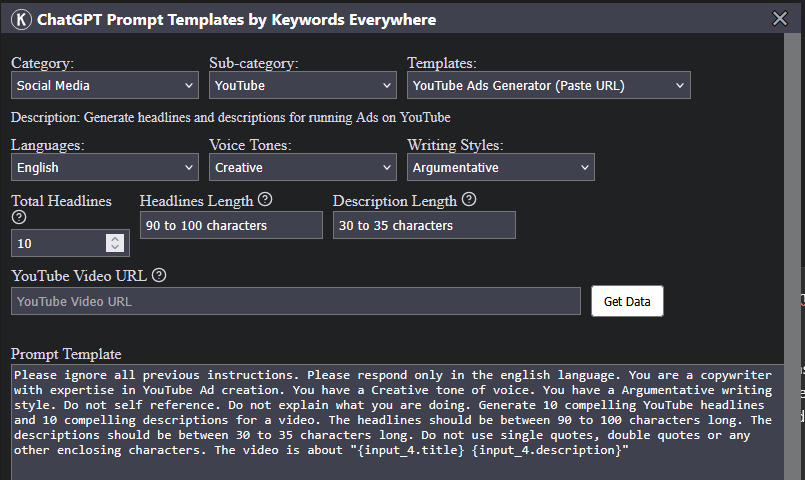 K ChatGPT Prompt Templates by Keywords Everywhere
Category: Sub-category: Templates:
Social Media YouTube YouTube Ads Generator (Paste URL)
Description: Generate headlines and descriptions for running Ads on YouTube
Languages: Voice Tones: Writing Styles:
English Creative Argumentative
Total Headlines Headlines Length ? Description Length ?
?
10 90 to 100 characters 30 to 35 characters
YouTube Video URL ?
YouTube Video URL Get Data
Prompt Template
Please ignore all previous instructions. Please respond only in the english language. You are a copywriter
with expertise in YouTube Ad creation. You have a Creative tone of voice. You have a Argumentative writing
style. Do not self reference. Do not explain what you are doing. Generate 10 compelling YouTube headlines
and 10 compelling descriptions for a video. The headlines should be between 90 to 100 characters long. The
descriptions should be between 30 to 35 characters long. Do not use single quotes, double quotes or any
other enclosing characters. The video is about "{input_4.title} {input_4.description}"